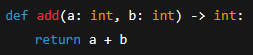 def add(a: int, b: int) -> int:
    return a + b